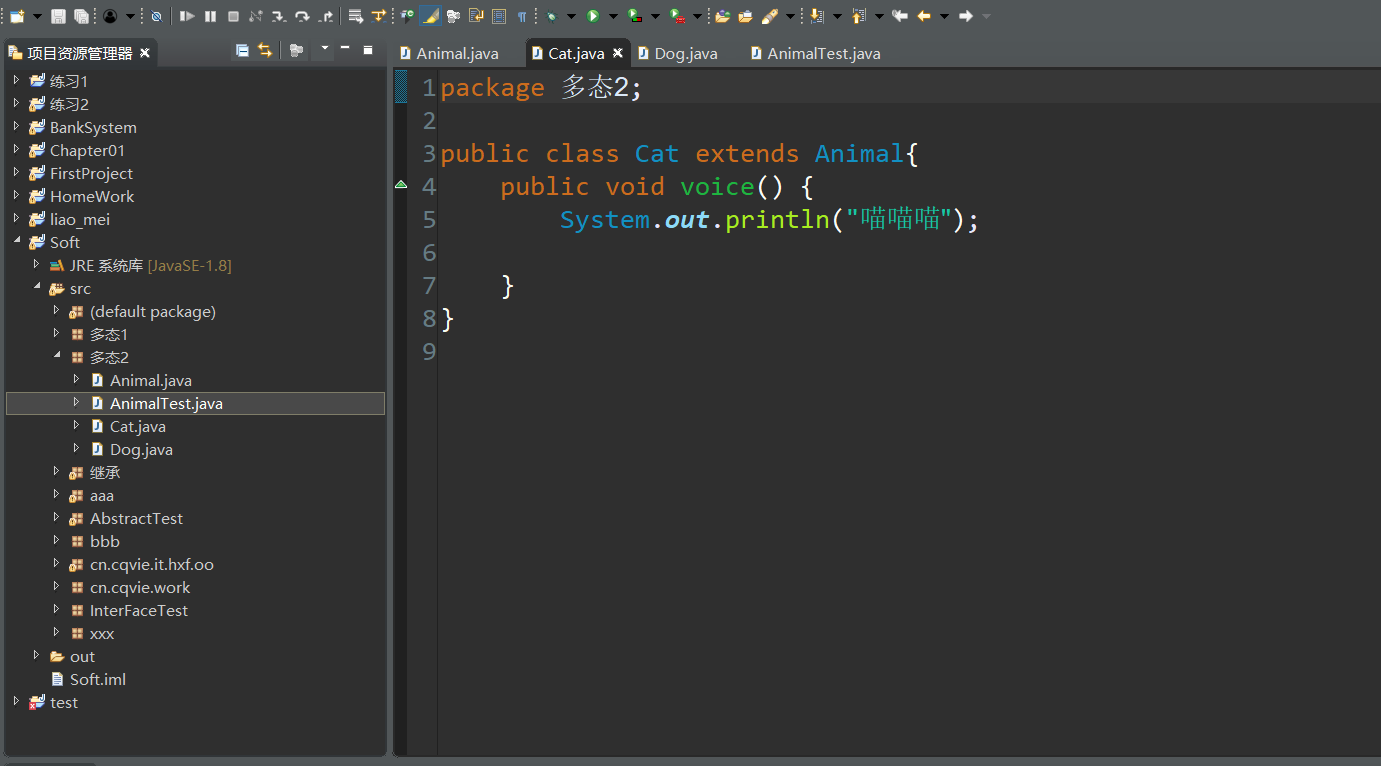 项目资源管理器
练习1
练习2
BankSystem
Chapter01
FirstProject
HomeWork
liao_mei
Soft
JRE 系统库 [JavaSE-1.8]
src
(default package)
多态1
多态2
Animal.java
AnimalTest.java
Cat.java
Dog.java
继承
aaa
AbstractTest
bbb
cn.cqvie.it.hxf.oo
cn.cqvie.work
InterFaceTest
xxx
out
Soft.iml
test
Animal.java Cat.java Dog.java AnimalTest.java
1 package 多态2;
2
3 public class Cat extends Animal{
4 public void voice() {
5 System.out.println("喵喵喵");
6
7 }
8 }
9